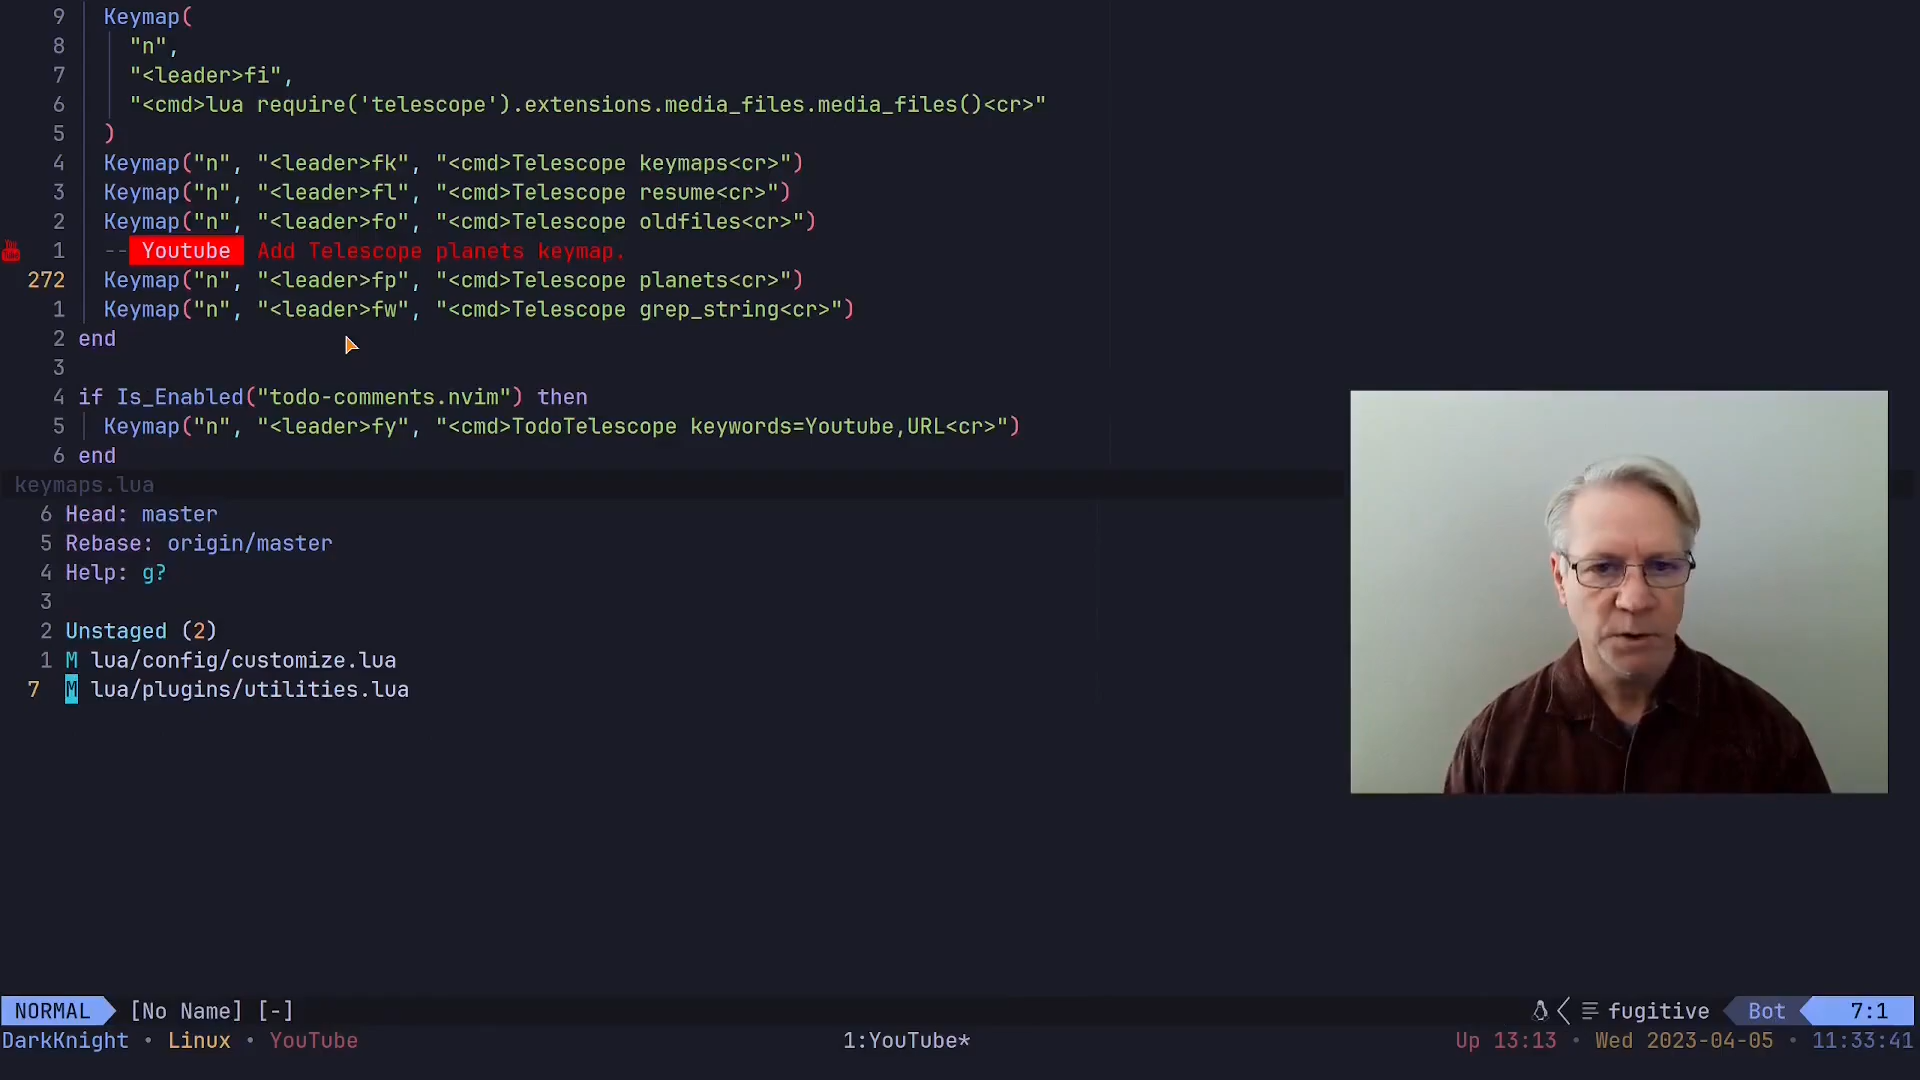 9 Keymap(
8 "n",
7 "<leader>fi",
6 "<cmd>lua require('telescope').extensions.media_files.media_files()<cr>"
5 )
4 Keymap("n", "<leader>fk", "<cmd>Telescope keymaps<cr>")
3 Keymap("n", "<leader>fl", "<cmd>Telescope resume<cr>")
2 Keymap("n", "<leader>fo", "<cmd>Telescope oldfiles<cr>")
1 -- Youtube Add Telescope planets keymap.
272 Keymap("n", "<leader>fp", "<cmd>Telescope planets<cr>")
1 Keymap("n", "<leader>fw", "<cmd>Telescope grep_string<cr>")
2 end
3
4 if Is_Enabled("todo-comments.nvim") then
5 Keymap("n", "<leader>fy", "<cmd>TodoTelescope keywords=Youtube,URL<cr>")
6 end
keymaps.lua
6 Head: master
5 Rebase: origin/master
4 Help: g?
3
2 Unstaged (2)
1 M lua/config/customize.lua
7 M lua/plugins/utilities.lua
NORMAL [No Name] [-] fugitive Bot 7:1
DarkKnight • Linux • YouTube 1:YouTube* Up 13:13 • Wed 2023-04-05 • 11:33:41